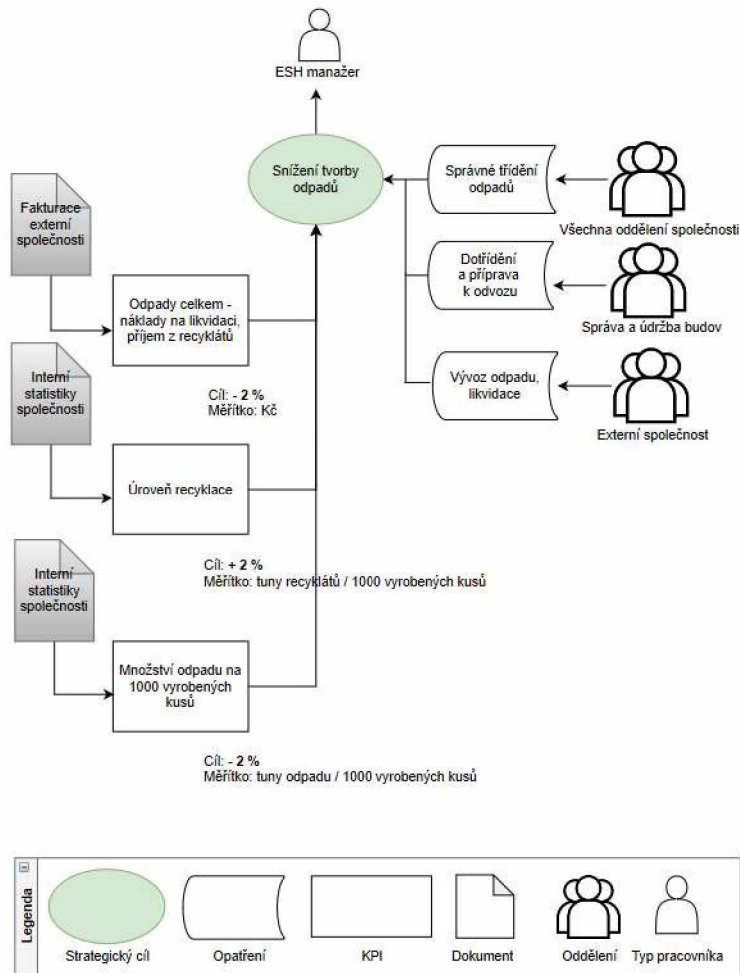 ESH manažer
Snížení tvorby
odpadů
Správné třídění
odpadů
Všechna oddělení společnosti
Fakturace
externí
společnosti
Dotřídění
a příprava
k odvozu
Správa a údržba budov
Odpady celkem -
náklady na likvidaci,
příjem z recyklátů
Interní
statistiky
společnosti
Vývoz odpadu,
likvidace
Cíl: - 2 %
Měřítko: Kč
Externí společnost
Úroveň recyklace
Interní
statistiky
společnosti
Cíl: + 2 %
Měřítko: tuny recyklátů / 1000 vyrobených kusů
Množství odpadu na
1000 vyrobených
kusů
Cíl: - 2 %
Měřítko: tuny odpadu / 1000 vyrobených kusů
Legenda
Strategický cíl
Opatření
KPI
Dokument
Oddělení
Typ pracovníka